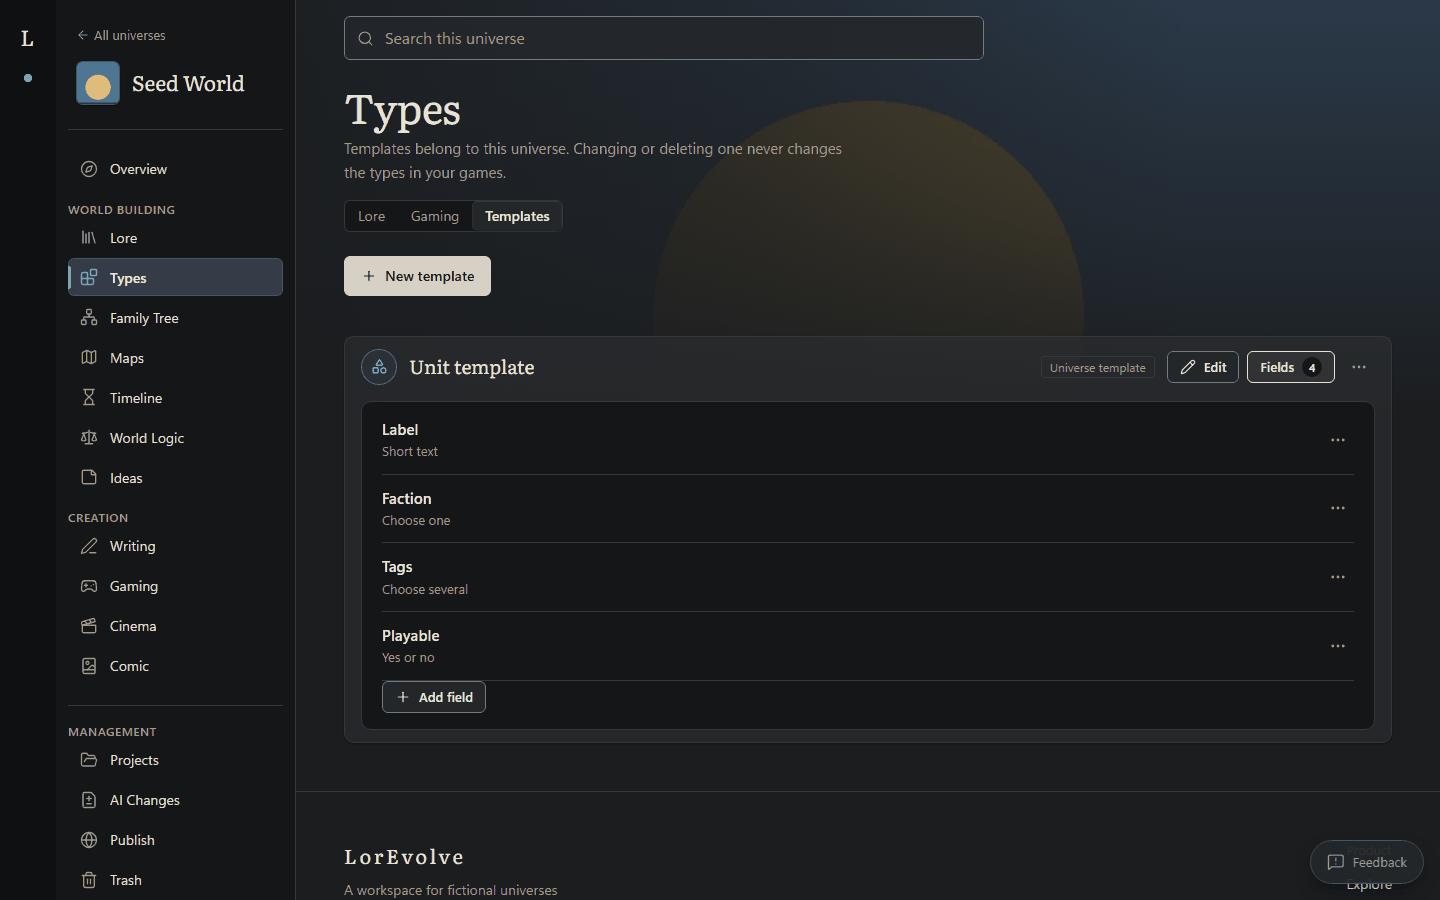 L
All universes
Seed World
Overview
WORLD BUILDING
Lore
Types
Family Tree
Maps
Timeline
World Logic
Ideas
CREATION
Writing
Gaming
Cinema
Comic
MANAGEMENT
Projects
AI Changes
Publish
Trash
Search this universe
Types
Templates belong to this universe. Changing or deleting one never changes
the types in your games.
Lore Gaming Templates
New template
Unit template
Universe template
Edit
Fields 4
Label
Short text
Faction
Choose one
Tags
Choose several
Playable
Yes or no
Add field
LorEvolve
A workspace for fictional universes
Product
Feedback
Explore